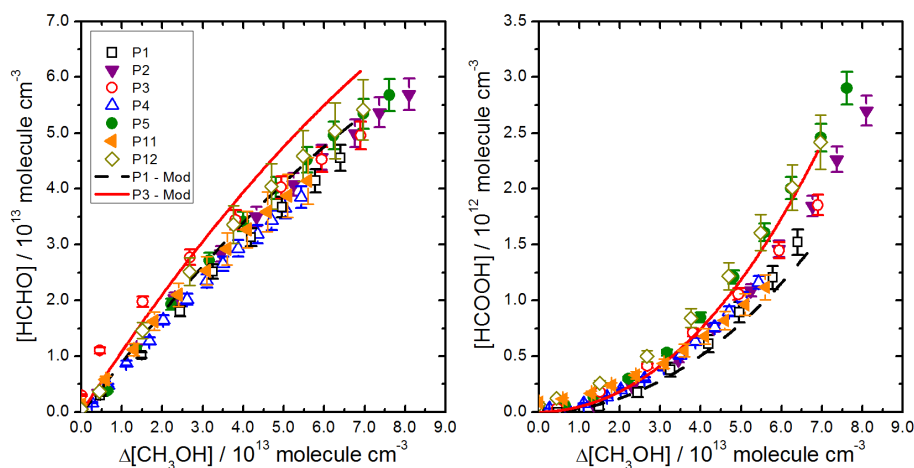 [HCHO] / 10¹³ molecule cm⁻³
7.0
6.0
5.0
4.0
3.0
2.0
1.0
0.0
P1
P2
P3
P4
P5
P11
P12
P1 - Mod
P3 - Mod
0.0 1.0 2.0 3.0 4.0 5.0 6.0 7.0 8.0 9.0
Δ[CH₃OH] / 10¹³ molecule cm⁻³
[HCOOH] / 10¹² molecule cm⁻³
3.5
3.0
2.5
2.0
1.5
1.0
0.5
0.0
0.0 1.0 2.0 3.0 4.0 5.0 6.0 7.0 8.0 9.0
Δ[CH₃OH] / 10¹³ molecule cm⁻³